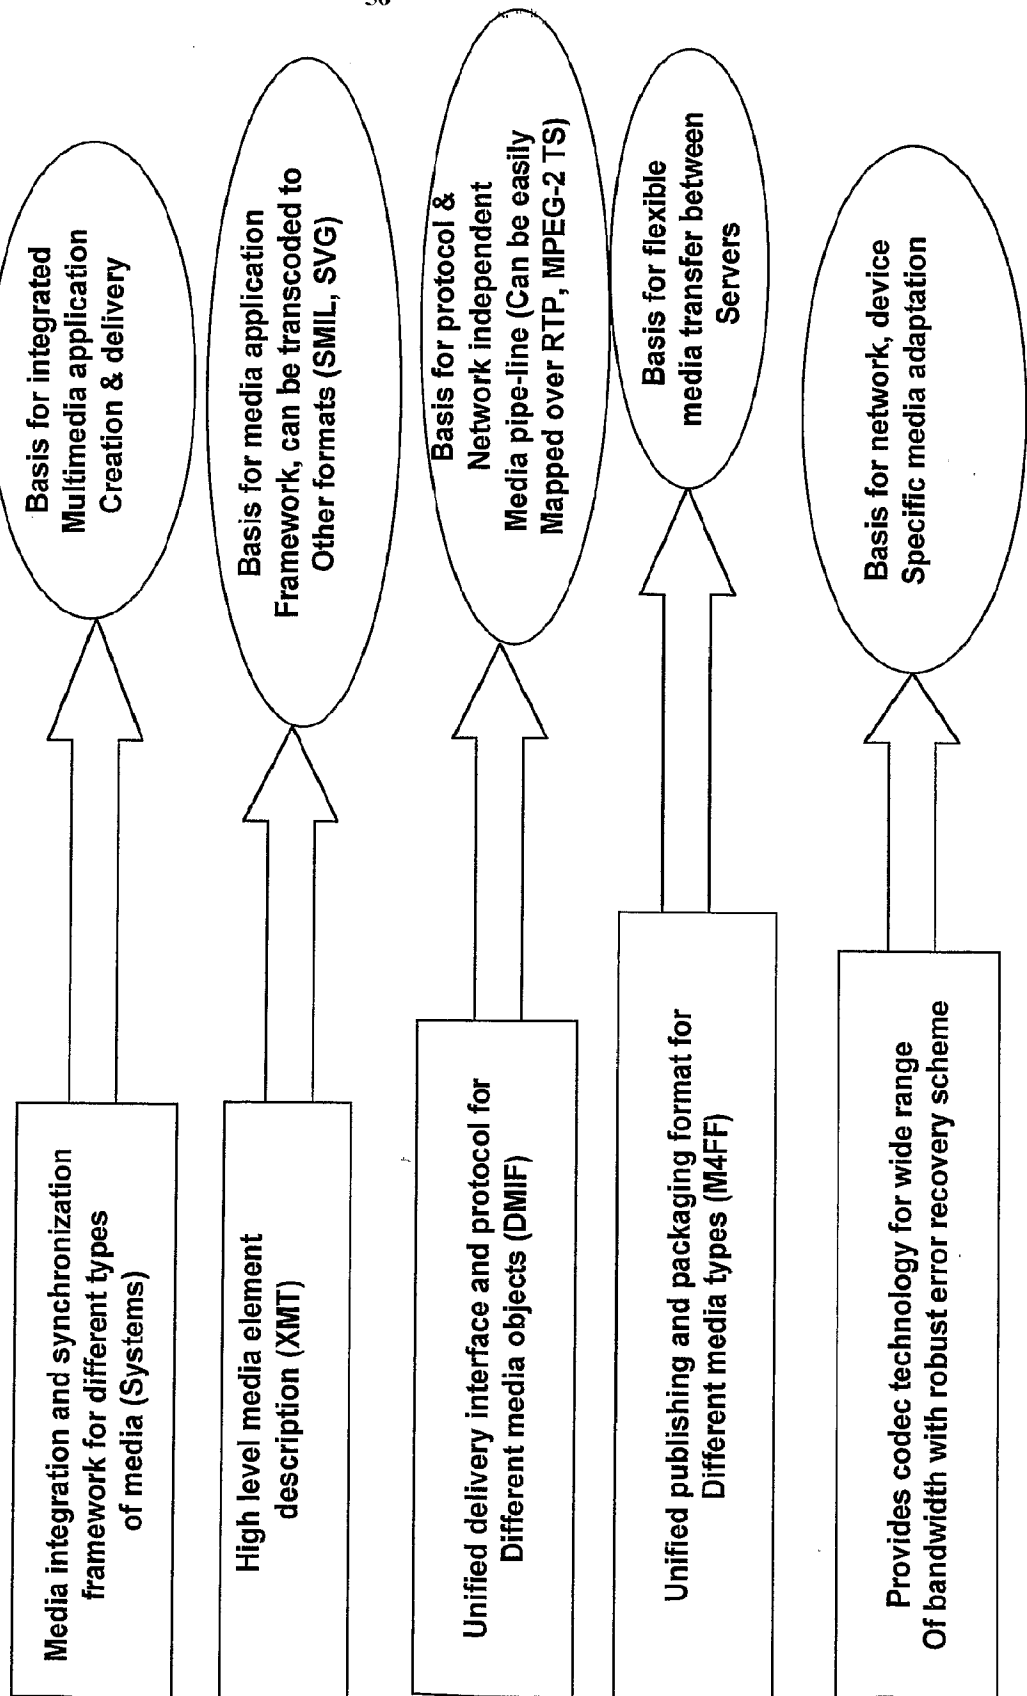 Media integration and synchronization
framework for different types
of media (Systems)
Basis for integrated
Multimedia application
Creation & delivery
High level media element
description (XMT)
Basis for media application
Framework, can be transcoded to
Other formats (SMIL, SVG)
Unified delivery interface and protocol for
Different media objects (DMIF)
Basis for protocol &
Network independent
Media pipe-line (Can be easily
Mapped over RTP, MPEG-2 TS)
Unified publishing and packaging format for
Different media types (M4FF)
Basis for flexible
media transfer between
Servers
Provides codec technology for wide range
Of bandwidth with robust error recovery scheme
Basis for network, device
Specific media adaptation